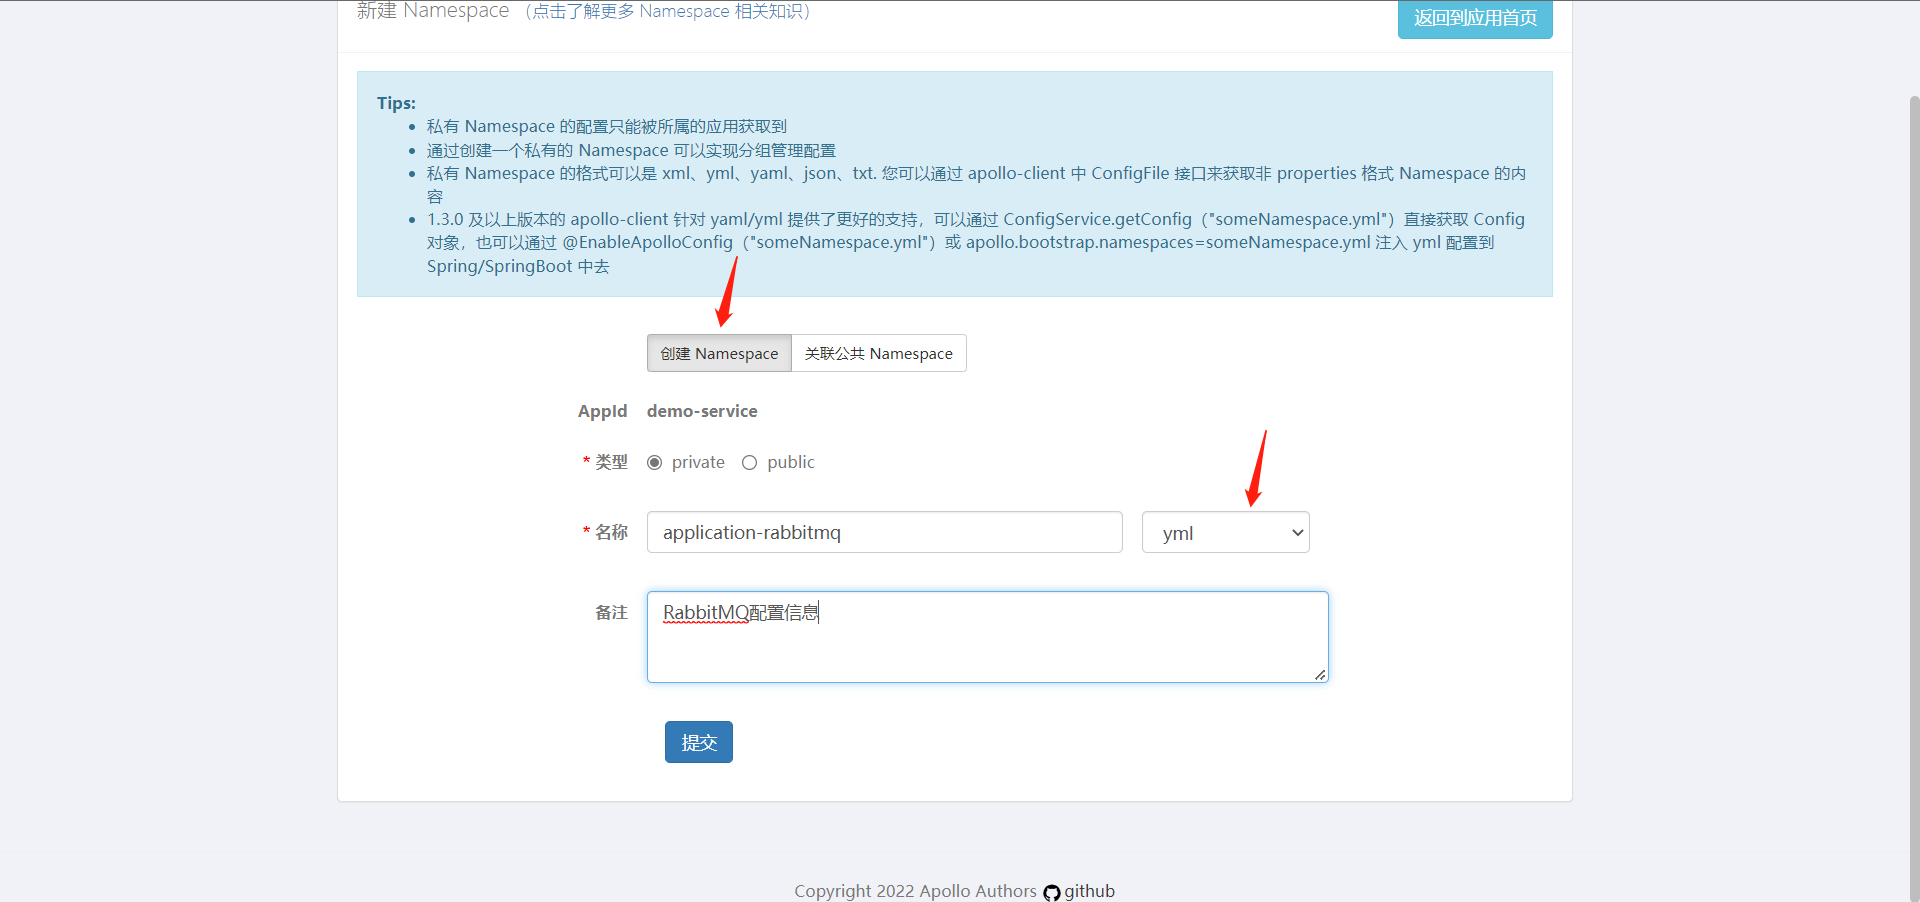 新建 Namespace （点击了解更多 Namespace 相关知识）
返回到应用首页
Tips:
私有 Namespace 的配置只能被所属的应用获取到
通过创建一个私有的 Namespace 可以实现分组管理配置
私有 Namespace 的格式可以是 xml、yml、yaml、json、txt. 您可以通过 apollo-client 中 ConfigFile 接口来获取非 properties 格式 Namespace 的内
容
1.3.0 及以上版本的 apollo-client 针对 yaml/yml 提供了更好的支持，可以通过 ConfigService.getConfig（"someNamespace.yml"）直接获取 Config
对象，也可以通过 @EnableApolloConfig（"someNamespace.yml"）或 apollo.bootstrap.namespaces=someNamespace.yml 注入 yml 配置到
Spring/SpringBoot 中去
创建 Namespace 关联公共 Namespace
AppId demo-service
* 类型 private public
* 名称 application-rabbitmq yml
备注 RabbitMQ配置信息
提交
Copyright 2022 Apollo Authors github